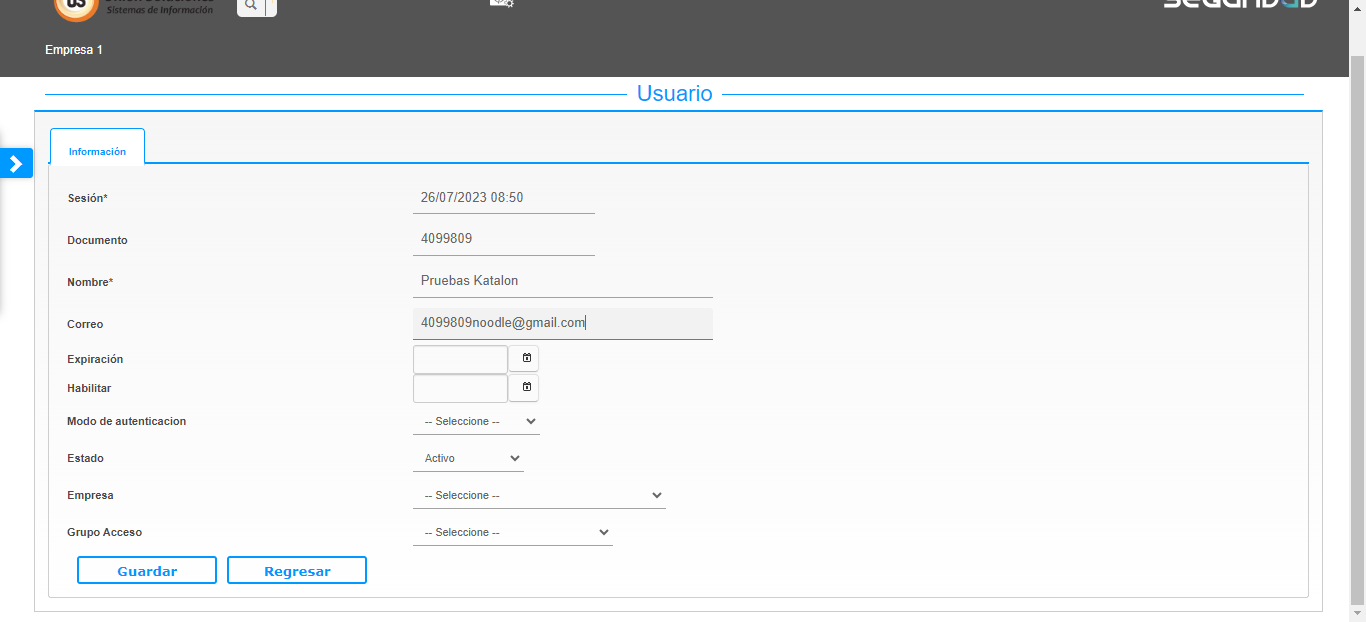 Sistemas de Información
Empresa 1
Usuario
Información
Sesión*
26/07/2023 08:50
Documento
4099809
Nombre*
Pruebas Katalon
Correo
4099809noodle@gmail.com
Expiración
Habilitar
Modo de autenticacion
-- Seleccione --
Estado
Activo
Empresa
-- Seleccione --
Grupo Acceso
-- Seleccione --
Guardar
Regresar